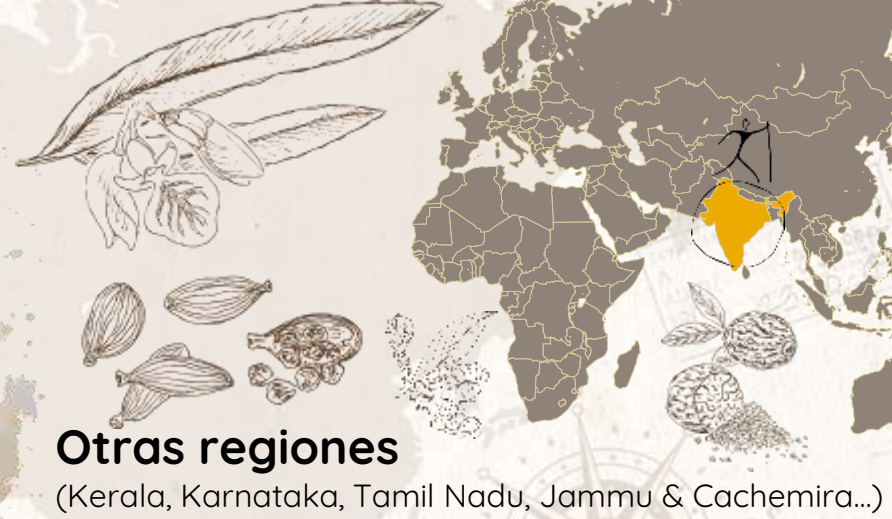 Otras regiones
(Kerala, Karnataka, Tamil Nadu, Jammu & Cachemira...)